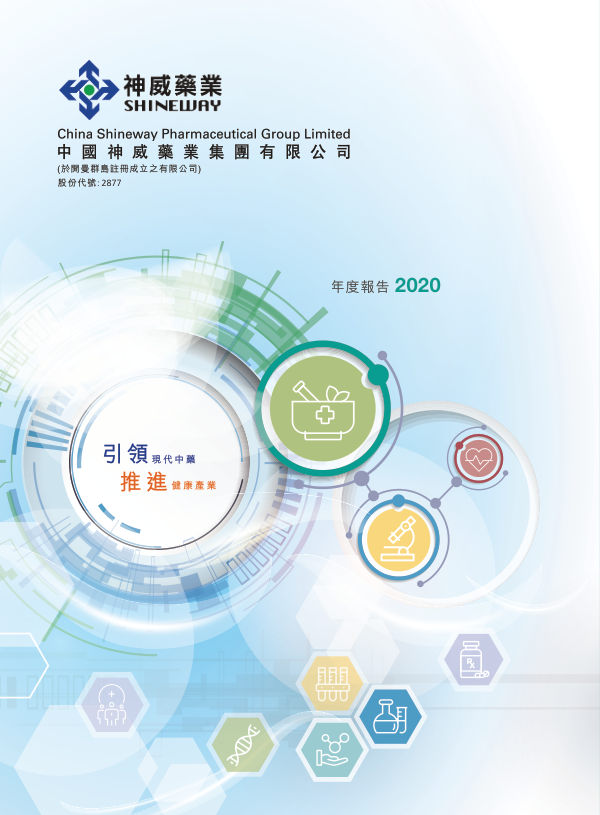 神威藥業
SHINEWAY
China Shineway Pharmaceutical Group Limited
中國神威藥業集團有限公司
(於開曼群島註冊成立之有限公司)
股份代號: 2877
年度報告 2020
引領 現代中藥
推進 健康產業
Rx